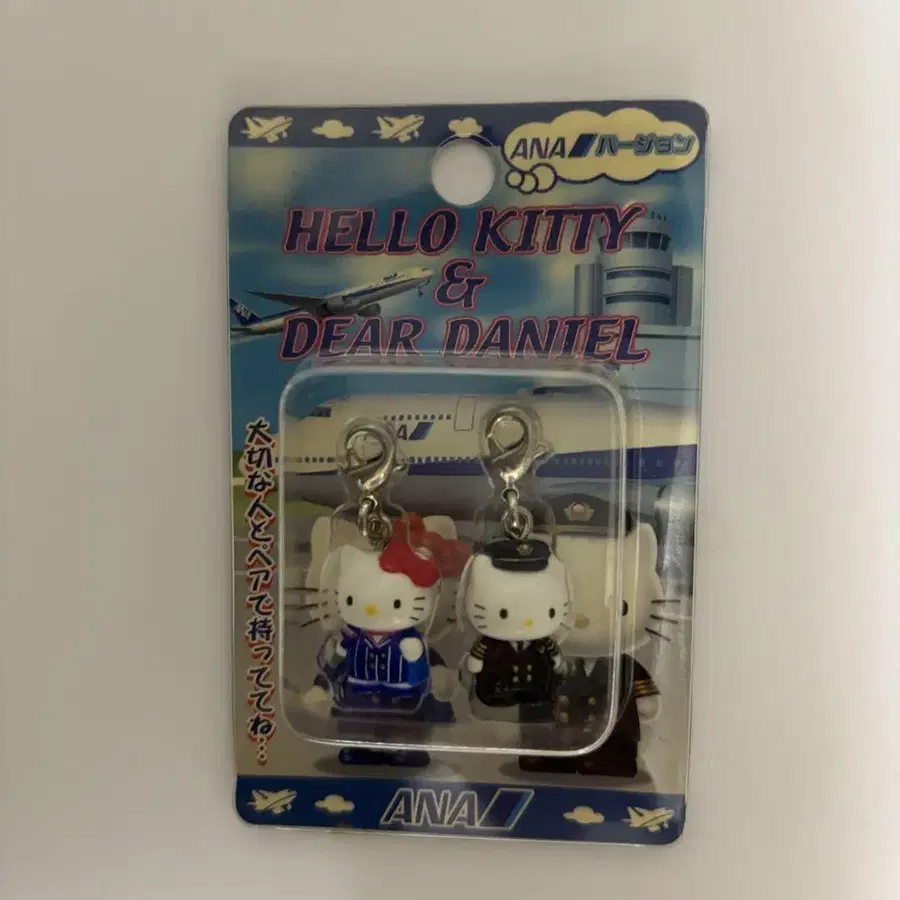 ANA バージョン
HELLO KITTY
&
DEAR DANIEL
大切な人とペアで持っててね…
ANA